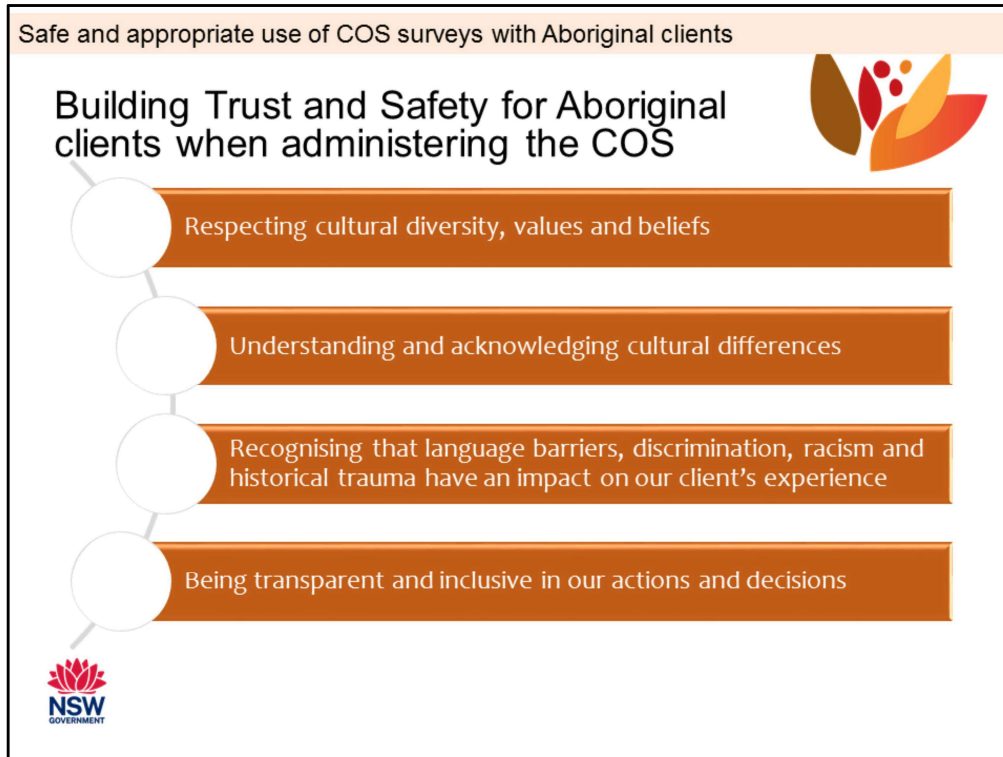 Safe and appropriate use of COS surveys with Aboriginal clients
Building Trust and Safety for Aboriginal
clients when administering the COS
Respecting cultural diversity, values and beliefs
Understanding and acknowledging cultural differences
Recognising that language barriers, discrimination, racism and
historical trauma have an impact on our client’s experience
Being transparent and inclusive in our actions and decisions
NSW
GOVERNMENT